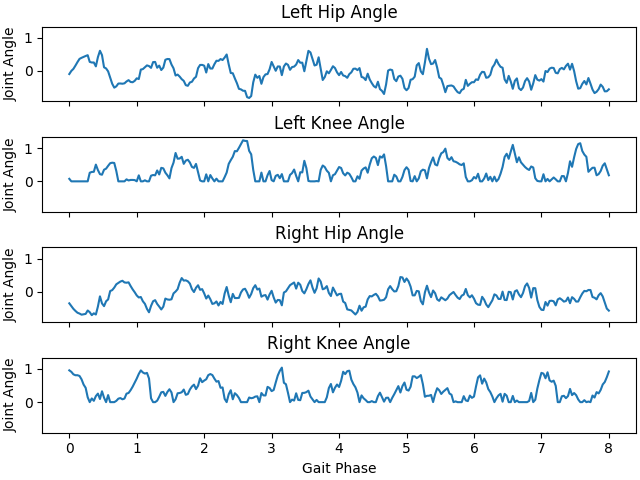 Left Hip Angle
Joint Angle
1
0
Left Knee Angle
Joint Angle
1
0
Right Hip Angle
Joint Angle
1
0
Right Knee Angle
Joint Angle
1
0
0 1 2 3 4 5 6 7 8
Gait Phase